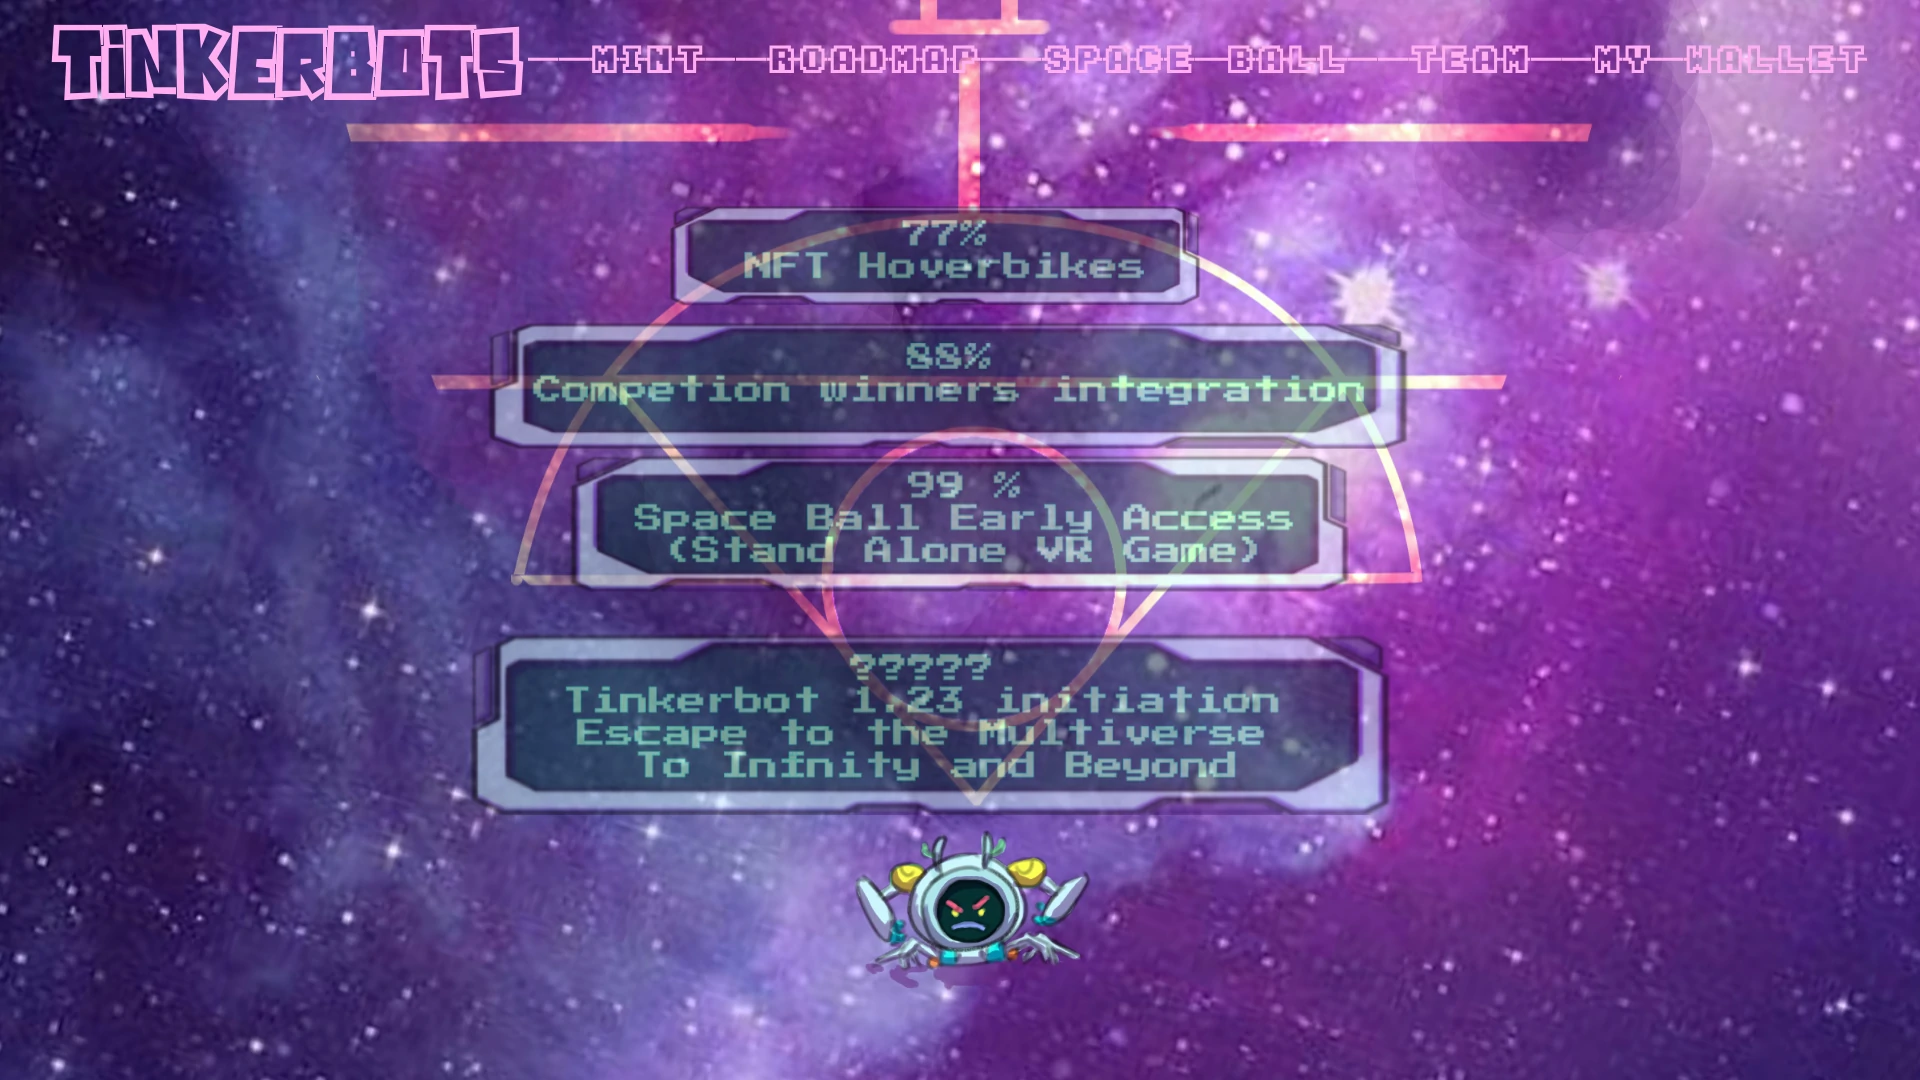 TiNKERBOTS MINT ROADMAP SPACE BALL TEAM MY WALLET
77%
NFT Hoverbikes
88%
Competion winners integration
99 %
Space Ball Early Access
(Stand Alone VR Game)
?????
Tinkerbot 1,23 initiation
Escape to the Multiverse
To Infnity and Beyond